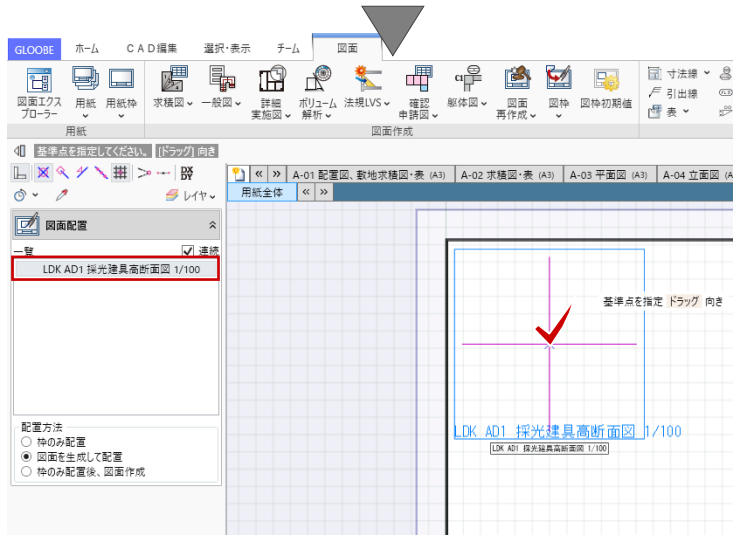 GLOOBE ホーム CAD編集 選択・表示 チーム 図面
図面エクスプローラー 用紙 用紙枠 求積図 一般図 詳細実施図 ボリューム解析 法規LVS 確認申請図 躯体図 図面再作成 図枠 図枠初期値 寸法線
引出線
表
用紙 図面作成
基準点を指定してください。 [ドラッグ] 向き
レイヤ
« » A-01 配置図、敷地求積図・表 (A3) A-02 求積図・表 (A3) A-03 平面図 (A3) A-04 立面図
用紙全体 « »
図面配置
一覧 連続
LDK AD1 採光建具高断面図 1/100
基準点を指定 ドラッグ 向き
LDK AD1 採光建具高断面図 1/100
LDK AD1 採光建具高断面図 1/100
配置方法
枠のみ配置
図面を生成して配置
枠のみ配置後、図面作成